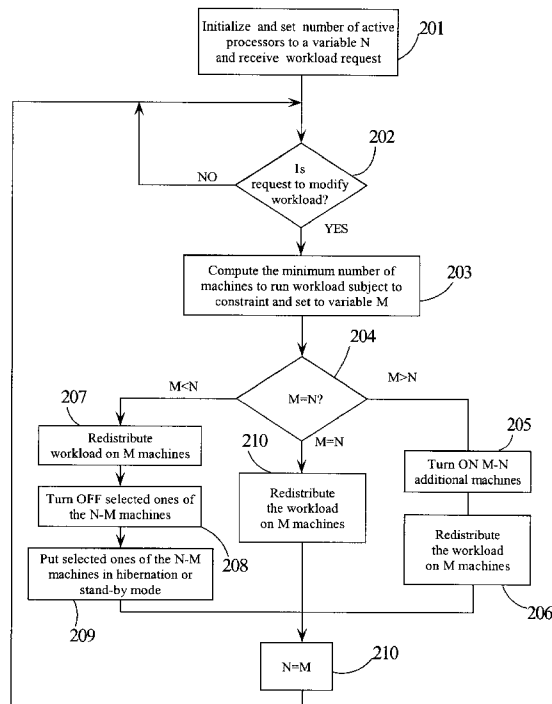 Initialize and set number of active
processors to a variable N
and receive workload request
201
202
Is
request to modify
workload?
NO
YES
Compute the minimum number of
machines to run workload subject to
constraint and set to variable M
203
204
M<N
M=N?
M>N
M=N
207
Redistribute
workload on M machines
Turn OFF selected ones of
the N-M machines
208
Put selected ones of the N-M
machines in hibernation or
stand-by mode
209
210
Redistribute
the workload
on M machines
205
Turn ON M-N
additional machines
Redistribute
the workload
on M machines
206
N=M
210